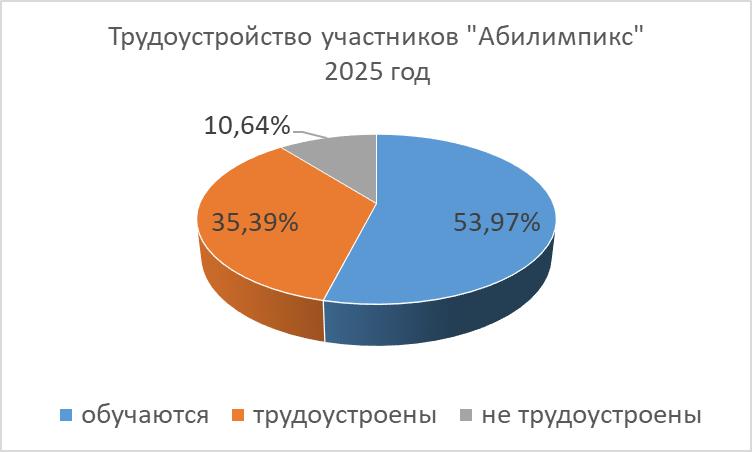 Трудоустройство участников "Абилимпикс"
2025 год
10,64%
35,39%
53,97%
обучаются
трудоустроены
не трудоустроены